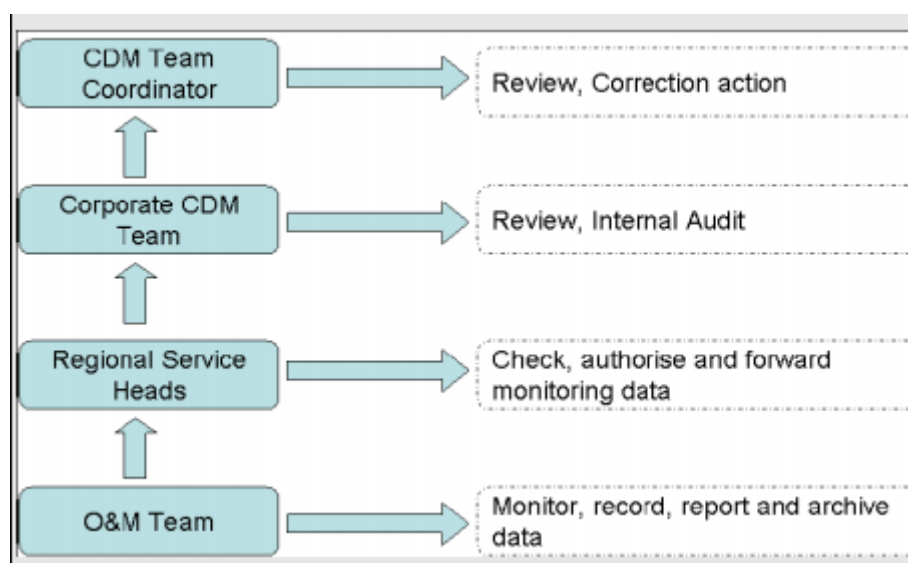 CDM Team
Coordinator
Review, Correction action
Corporate CDM
Team
Review, Internal Audit
Regional Service
Heads
Check, authorise and forward
monitoring data
O&M Team
Monitor, record, report and archive
data